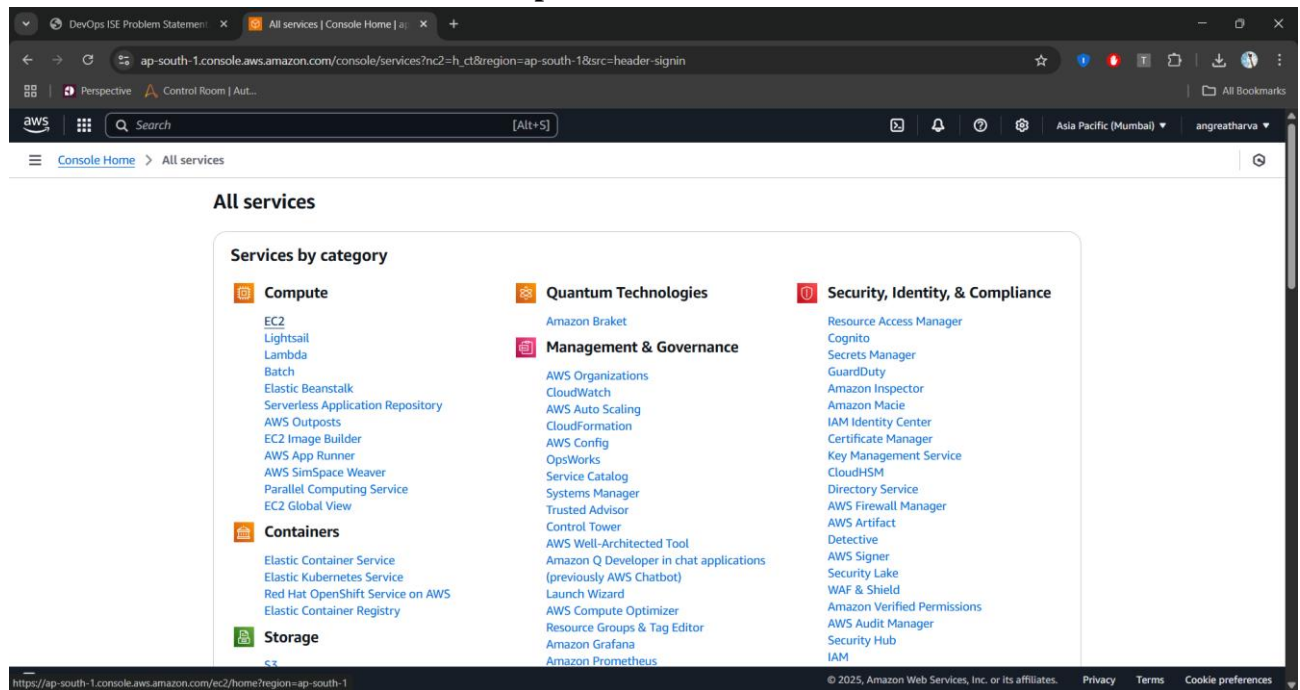 DevOps ISE Problem Statement
All services | Console Home | ap
ap-south-1.console.aws.amazon.com/console/services?nc2=h_ct&region=ap-south-1&src=header-signin
Perspective
Control Room | Aut...
All Bookmarks
aws
Search
[Alt+S]
Asia Pacific (Mumbai)
angreatharva
Console Home > All services
All services
Services by category
Compute
EC2
Lightsail
Lambda
Batch
Elastic Beanstalk
Serverless Application Repository
AWS Outposts
EC2 Image Builder
AWS App Runner
AWS SimSpace Weaver
Parallel Computing Service
EC2 Global View
Containers
Elastic Container Service
Elastic Kubernetes Service
Red Hat OpenShift Service on AWS
Elastic Container Registry
Storage
S3
Quantum Technologies
Amazon Braket
Management & Governance
AWS Organizations
CloudWatch
AWS Auto Scaling
CloudFormation
AWS Config
OpsWorks
Service Catalog
Systems Manager
Trusted Advisor
Control Tower
AWS Well-Architected Tool
Amazon Q Developer in chat applications
(previously AWS Chatbot)
Launch Wizard
AWS Compute Optimizer
Resource Groups & Tag Editor
Amazon Grafana
Amazon Prometheus
Security, Identity, & Compliance
Resource Access Manager
Cognito
Secrets Manager
GuardDuty
Amazon Inspector
Amazon Macie
IAM Identity Center
Certificate Manager
Key Management Service
CloudHSM
Directory Service
AWS Firewall Manager
AWS Artifact
Detective
AWS Signer
Security Lake
WAF & Shield
Amazon Verified Permissions
AWS Audit Manager
Security Hub
IAM
https://ap-south-1.console.aws.amazon.com/ec2/home?region=ap-south-1
© 2025, Amazon Web Services, Inc. or its affiliates.
Privacy
Terms
Cookie preferences